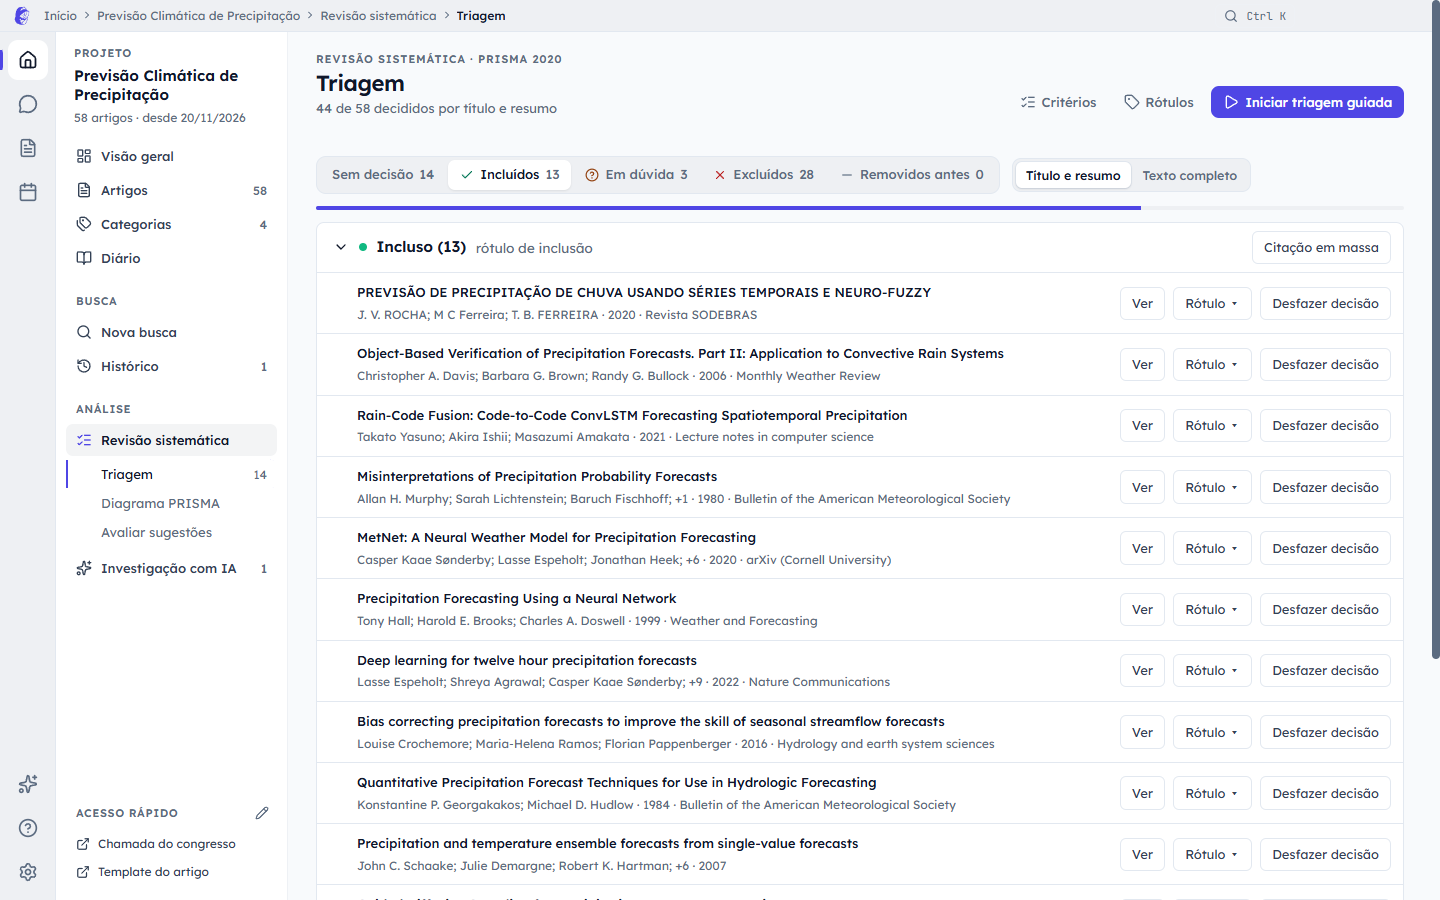 Início > Previsão Climática de Precipitação > Revisão sistemática > Triagem
Ctrl K
PROJETO
Previsão Climática de
Precipitação
58 artigos · desde 20/11/2026
Visão geral
Artigos 58
Categorias 4
Diário
BUSCA
Nova busca
Histórico 1
ANÁLISE
Revisão sistemática
Triagem 14
Diagrama PRISMA
Avaliar sugestões
Investigação com IA 1
ACESSO RÁPIDO
Chamada do congresso
Template do artigo
REVISÃO SISTEMÁTICA · PRISMA 2020
Triagem
44 de 58 decididos por título e resumo
Critérios
Rótulos
Iniciar triagem guiada
Sem decisão 14
Incluídos 13
Em dúvida 3
Excluídos 28
Removidos antes 0
Título e resumo
Texto completo
Incluso (13) rótulo de inclusão
Citação em massa
PREVISÃO DE PRECIPITAÇÃO DE CHUVA USANDO SÉRIES TEMPORAIS E NEURO-FUZZY
J. V. ROCHA; M C Ferreira; T. B. FERREIRA · 2020 · Revista SODEBRAS
Ver Rótulo Desfazer decisão
Object-Based Verification of Precipitation Forecasts. Part II: Application to Convective Rain Systems
Christopher A. Davis; Barbara G. Brown; Randy G. Bullock · 2006 · Monthly Weather Review
Ver Rótulo Desfazer decisão
Rain-Code Fusion: Code-to-Code ConvLSTM Forecasting Spatiotemporal Precipitation
Takato Yasuno; Akira Ishii; Masazumi Amakata · 2021 · Lecture notes in computer science
Ver Rótulo Desfazer decisão
Misinterpretations of Precipitation Probability Forecasts
Allan H. Murphy; Sarah Lichtenstein; Baruch Fischhoff; +1 · 1980 · Bulletin of the American Meteorological Society
Ver Rótulo Desfazer decisão
MetNet: A Neural Weather Model for Precipitation Forecasting
Casper Kaae Sønderby; Lasse Espeholt; Jonathan Heek; +6 · 2020 · arXiv (Cornell University)
Ver Rótulo Desfazer decisão
Precipitation Forecasting Using a Neural Network
Tony Hall; Harold E. Brooks; Charles A. Doswell · 1999 · Weather and Forecasting
Ver Rótulo Desfazer decisão
Deep learning for twelve hour precipitation forecasts
Lasse Espeholt; Shreya Agrawal; Casper Kaae Sønderby; +9 · 2022 · Nature Communications
Ver Rótulo Desfazer decisão
Bias correcting precipitation forecasts to improve the skill of seasonal streamflow forecasts
Louise Crochemore; Maria-Helena Ramos; Florian Pappenberger · 2016 · Hydrology and earth system sciences
Ver Rótulo Desfazer decisão
Quantitative Precipitation Forecast Techniques for Use in Hydrologic Forecasting
Konstantine P. Georgakakos; Michael D. Hudlow · 1984 · Bulletin of the American Meteorological Society
Ver Rótulo Desfazer decisão
Precipitation and temperature ensemble forecasts from single-value forecasts
John C. Schaake; Julie Demargne; Robert K. Hartman; +6 · 2007
Ver Rótulo Desfazer decisão